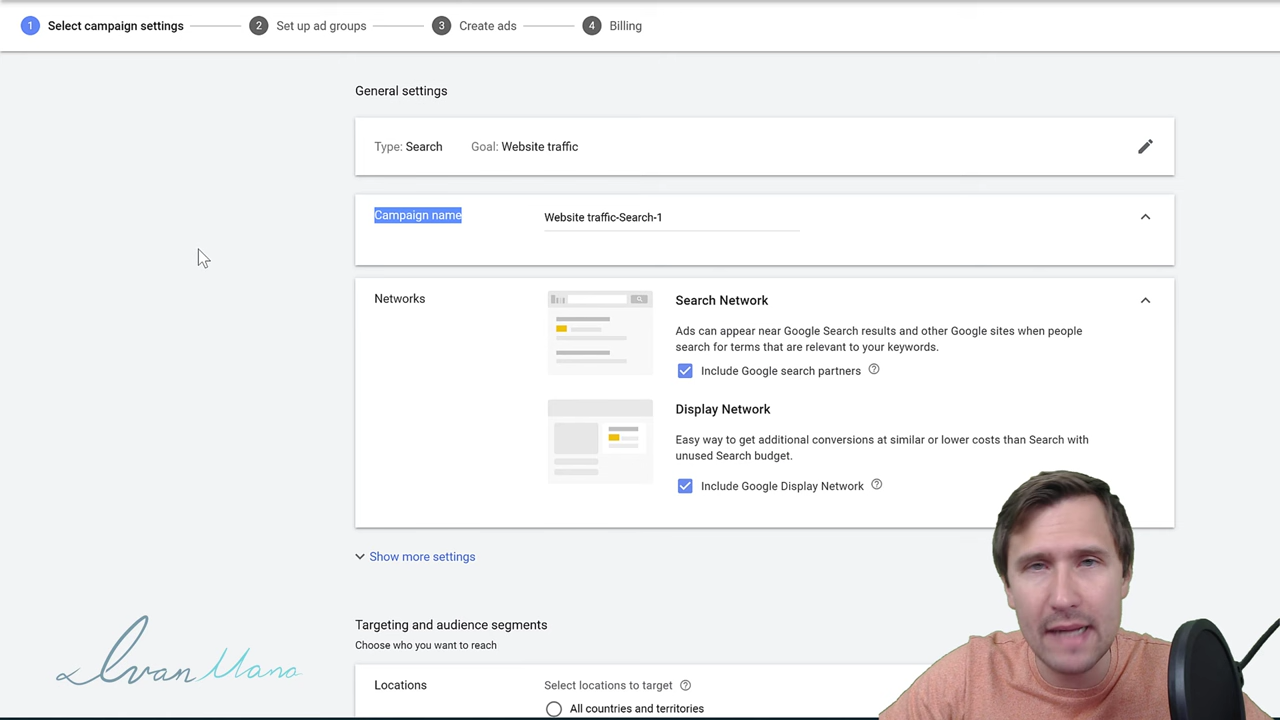 1 Select campaign settings 2 Set up ad groups 3 Create ads 4 Billing
General settings
Type: Search Goal: Website traffic
Campaign name Website traffic-Search-1
Networks
Search Network
Ads can appear near Google Search results and other Google sites when people
search for terms that are relevant to your keywords.
Include Google search partners
Display Network
Easy way to get additional conversions at similar or lower costs than Search with
unused Search budget.
Include Google Display Network
Show more settings
Targeting and audience segments
Choose who you want to reach
Locations Select locations to target
All countries and territories
Ivan Mana